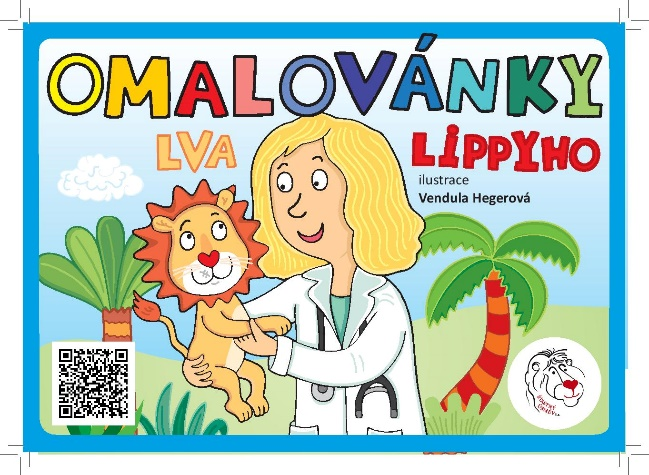 OMALOVÁNKY
LVA LIPPYHO
ilustrace
Vendula Hegerová